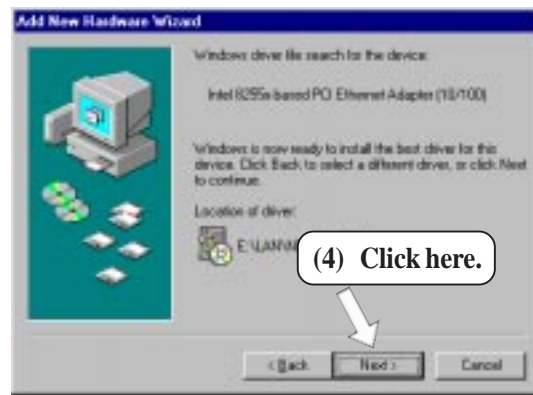 Add New Hardware Wizard
Windows driver file search for the device:
Intel 8255x-based PCI Ethernet Adapter (10/100)
Windows is now ready to install the best driver for this
device. Click Back to select a different driver, or click Next
to continue.
Location of driver:
(4) Click here.
< Back
Next >
Cancel